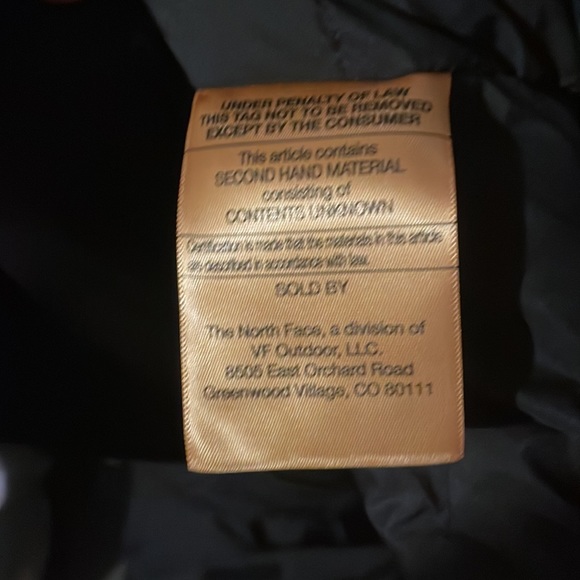 UNDER PENALTY OF LAW
THIS TAG NOT TO BE REMOVED
EXCEPT BY THE CONSUMER
This article contains
SECOND HAND MATERIAL
consisting of
CONTENTS UNKNOWN
Certification is made that the materials in this article
are described in accordance with law.
SOLD BY
The North Face, a division of
VF Outdoor, LLC.
8505 East Orchard Road
Greenwood Village, CO 80111